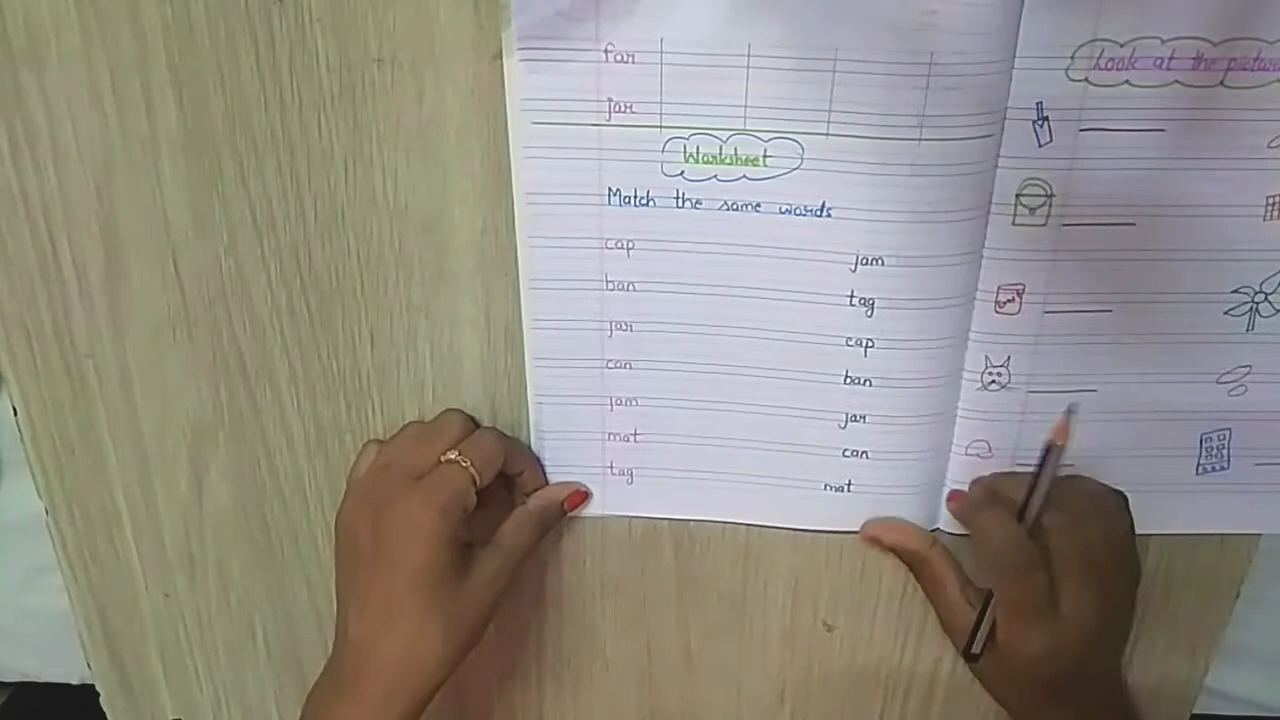 far
jar
Worksheet
Match the same words
cap jam
ban tag
jar cap
can ban
jam jar
mat can
tag mat
Look at the picture